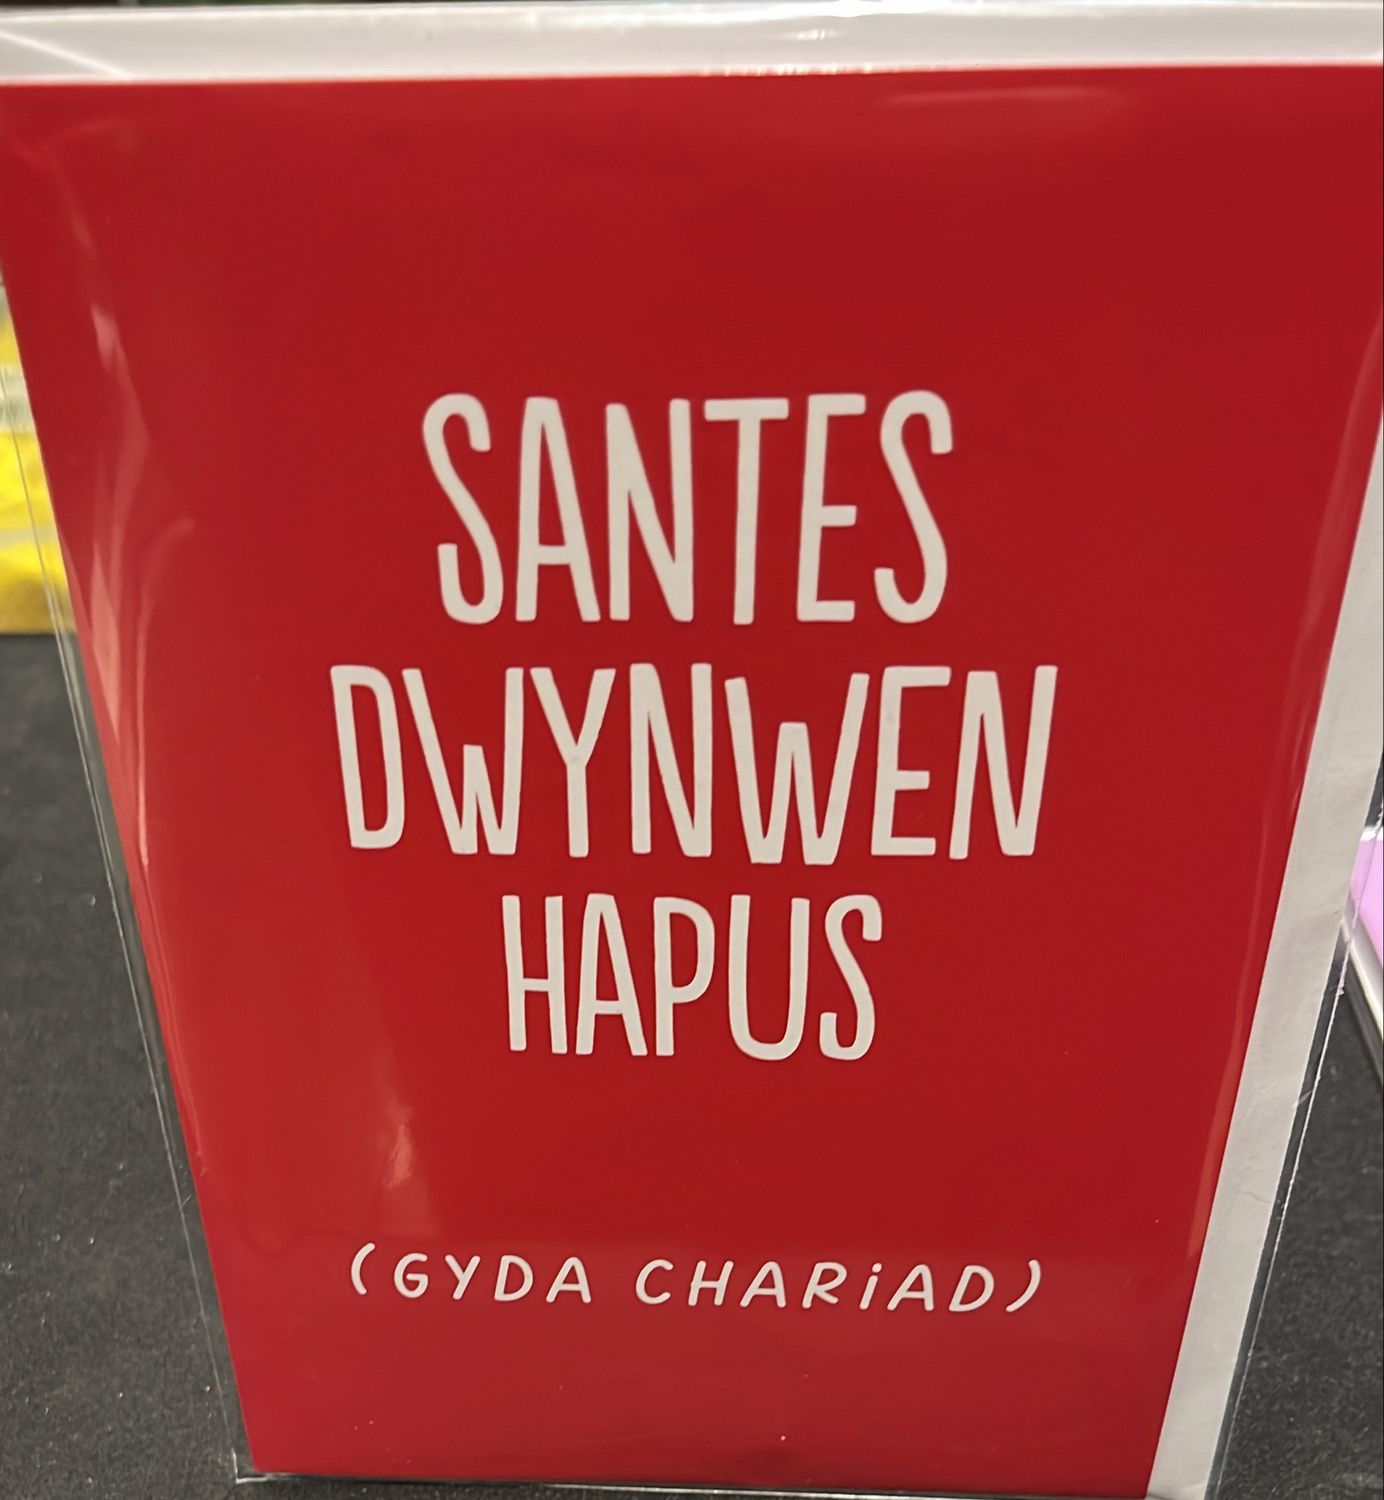 SANTES
DWYNWEN
HAPUS
(GYDA CHARiAD)